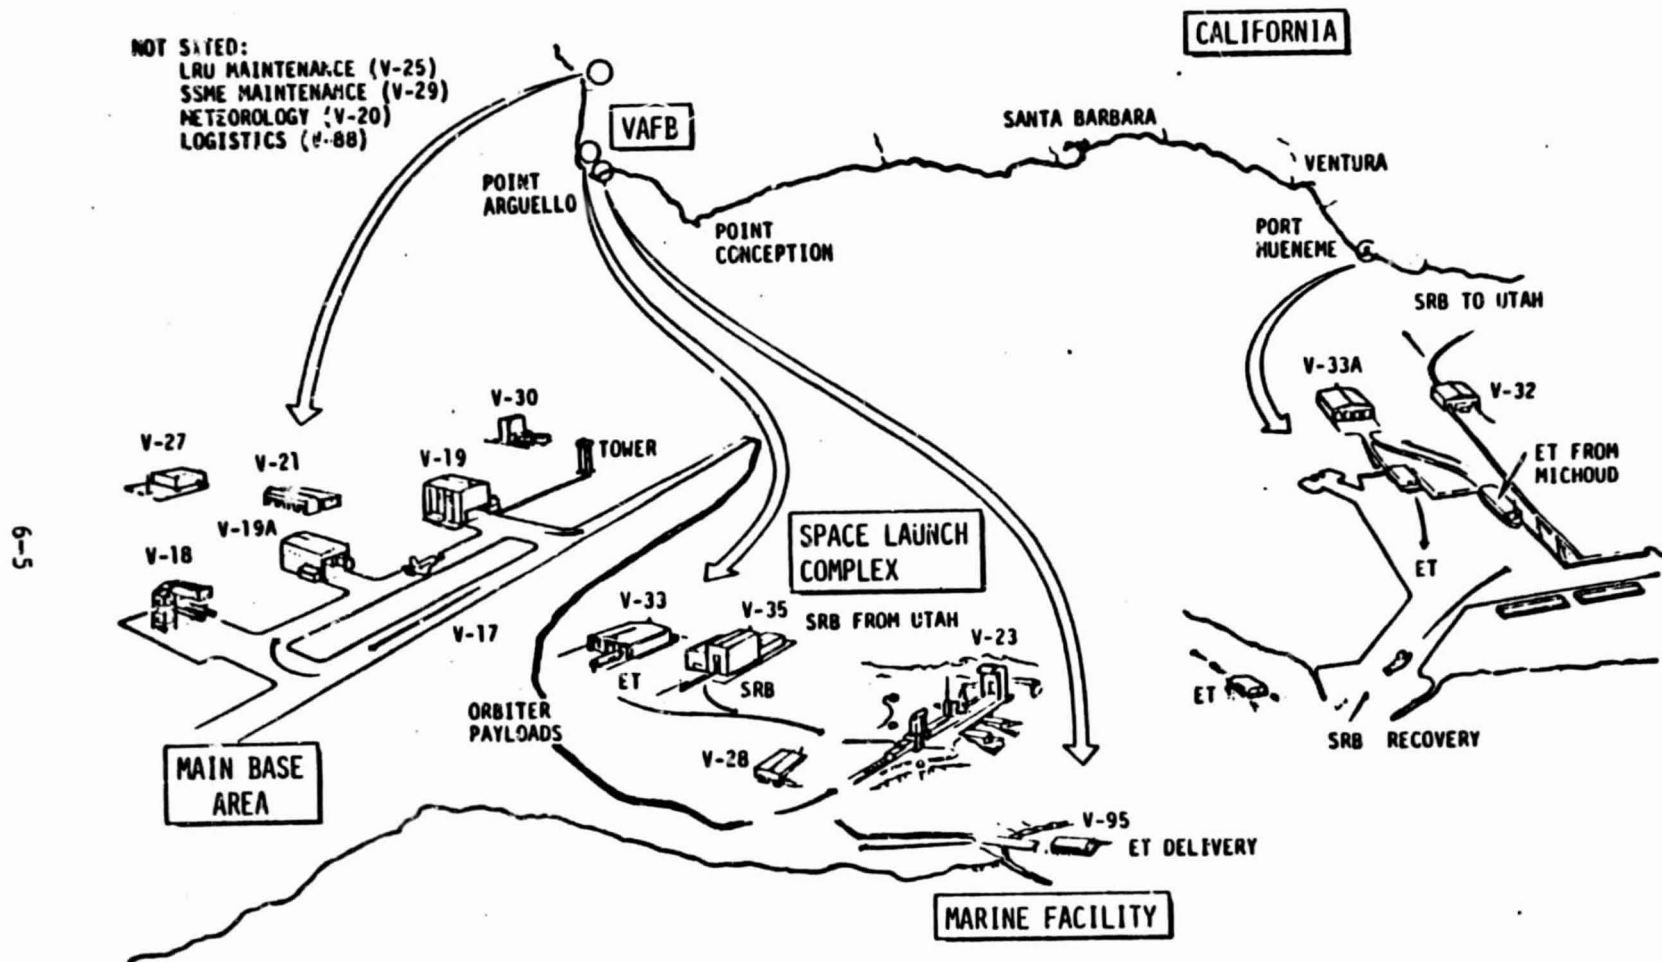 CALIFORNIA
NOT SITED:
LRU MAINTENANCE (V-25)
SSME MAINTENANCE (V-29)
METEOROLOGY (V-20)
LOGISTICS (V-88)
VAFB
SANTA BARBARA
VENTURA
POINT
ARGUELLO
POINT
CONCEPTION
PORT
HUENEME
SRB TO UTAH
V-33A
V-32
ET FROM
MICHOUD
ET
ET
SRB RECOVERY
V-30
TOWER
V-27
V-21
V-19
V-19A
V-18
V-17
MAIN BASE
AREA
SPACE LAUNCH
COMPLEX
V-33
V-35
SRB FROM UTAH
V-23
ET
SRB
ORBITER
PAYLOADS
V-28
V-95
ET DELIVERY
MARINE FACILITY
6-5